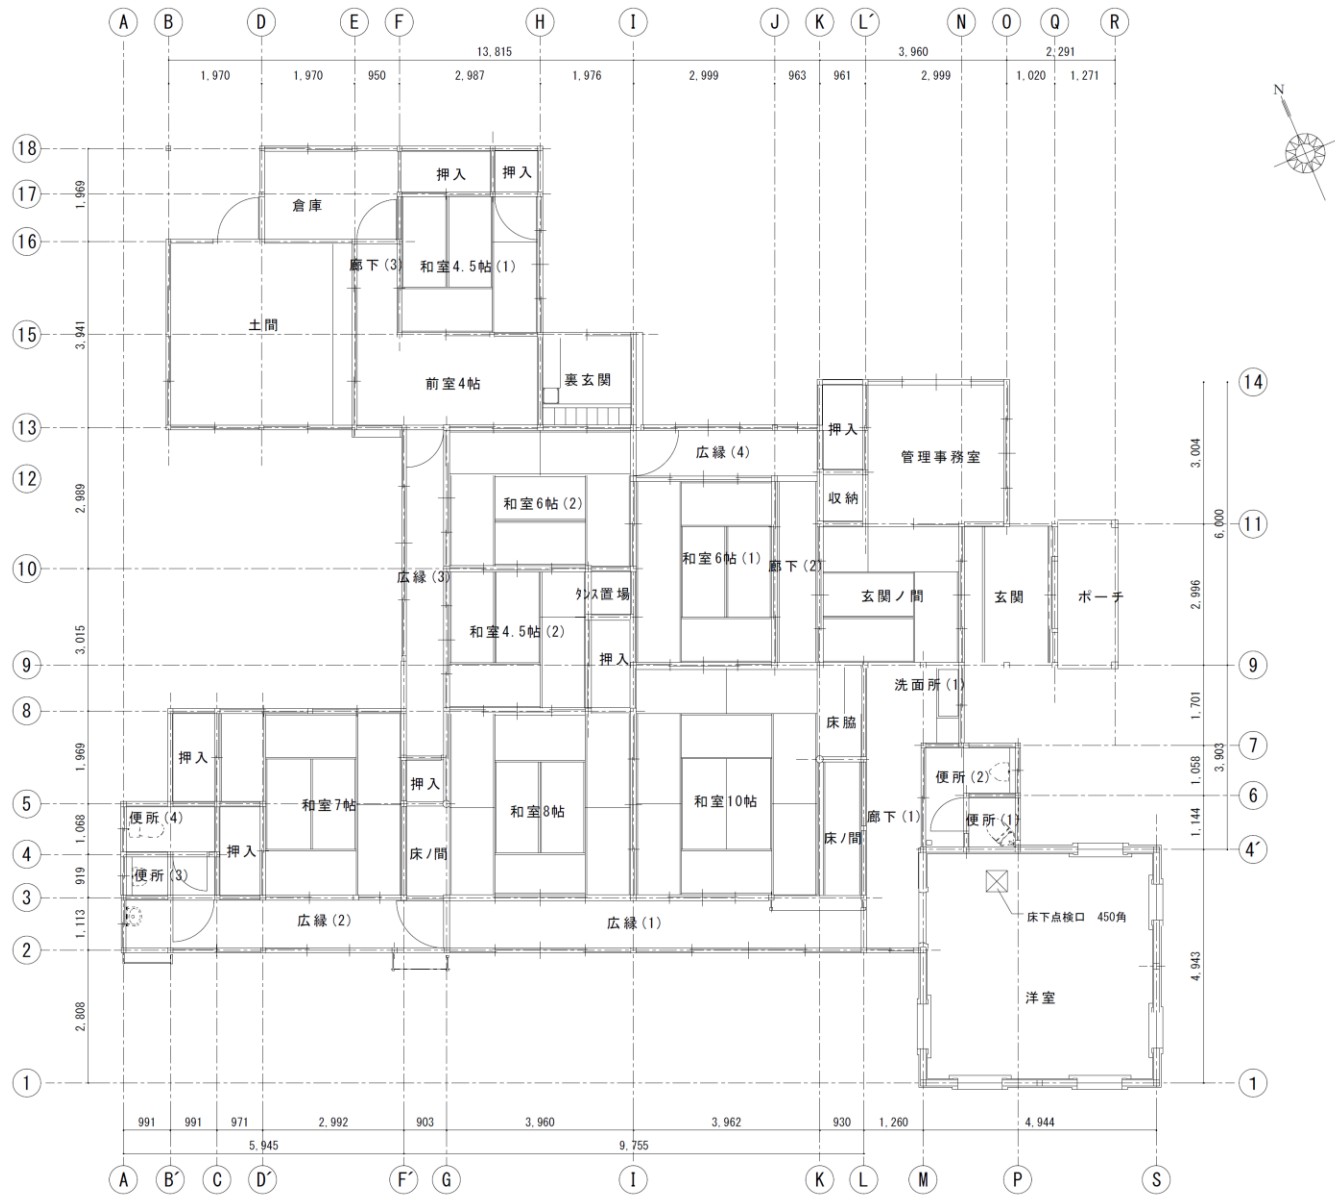 A B D E F H I J K L´ N O Q R
13,815 3,960 2,291
1,970 1,970 950 2,987 1,976 2,999 963 961 2,999 1,020 1,271
N
18
押入 押入
17
1,969
倉庫
16
廊下(3) 和室4.5帖(1)
土間
15
3,941
前室4帖 裏玄関
14
13
押入 広縁(4) 管理事務室
3,004
12
収納
和室6帖(2)
2,989
11
6,000
和室6帖(1) 廊下(2)
10
広縁(3) タンス置場 玄関ノ間 玄関 ポーチ
2,996
和室4.5帖(2)
3,015
押入
9 9
洗面所(1)
1,701
8
床脇
7
押入
1,969
3,903
押入
便所(2)
1,058
和室7帖 和室8帖 和室10帖
5 6
便所(4) 廊下(1) 便所(1)
1,068 1,144
押入 床ノ間 床ノ間
4 4´
便所(3)
919
3
床下点検口 450角
1,113
広縁(2) 広縁(1)
2
4,943
洋室
2,808
1 1
991 991 971 2,992 903 3,960 3,962 930 1,260 4,944
5,945 9,755
A B´ C D´ F´ G I K L M P S